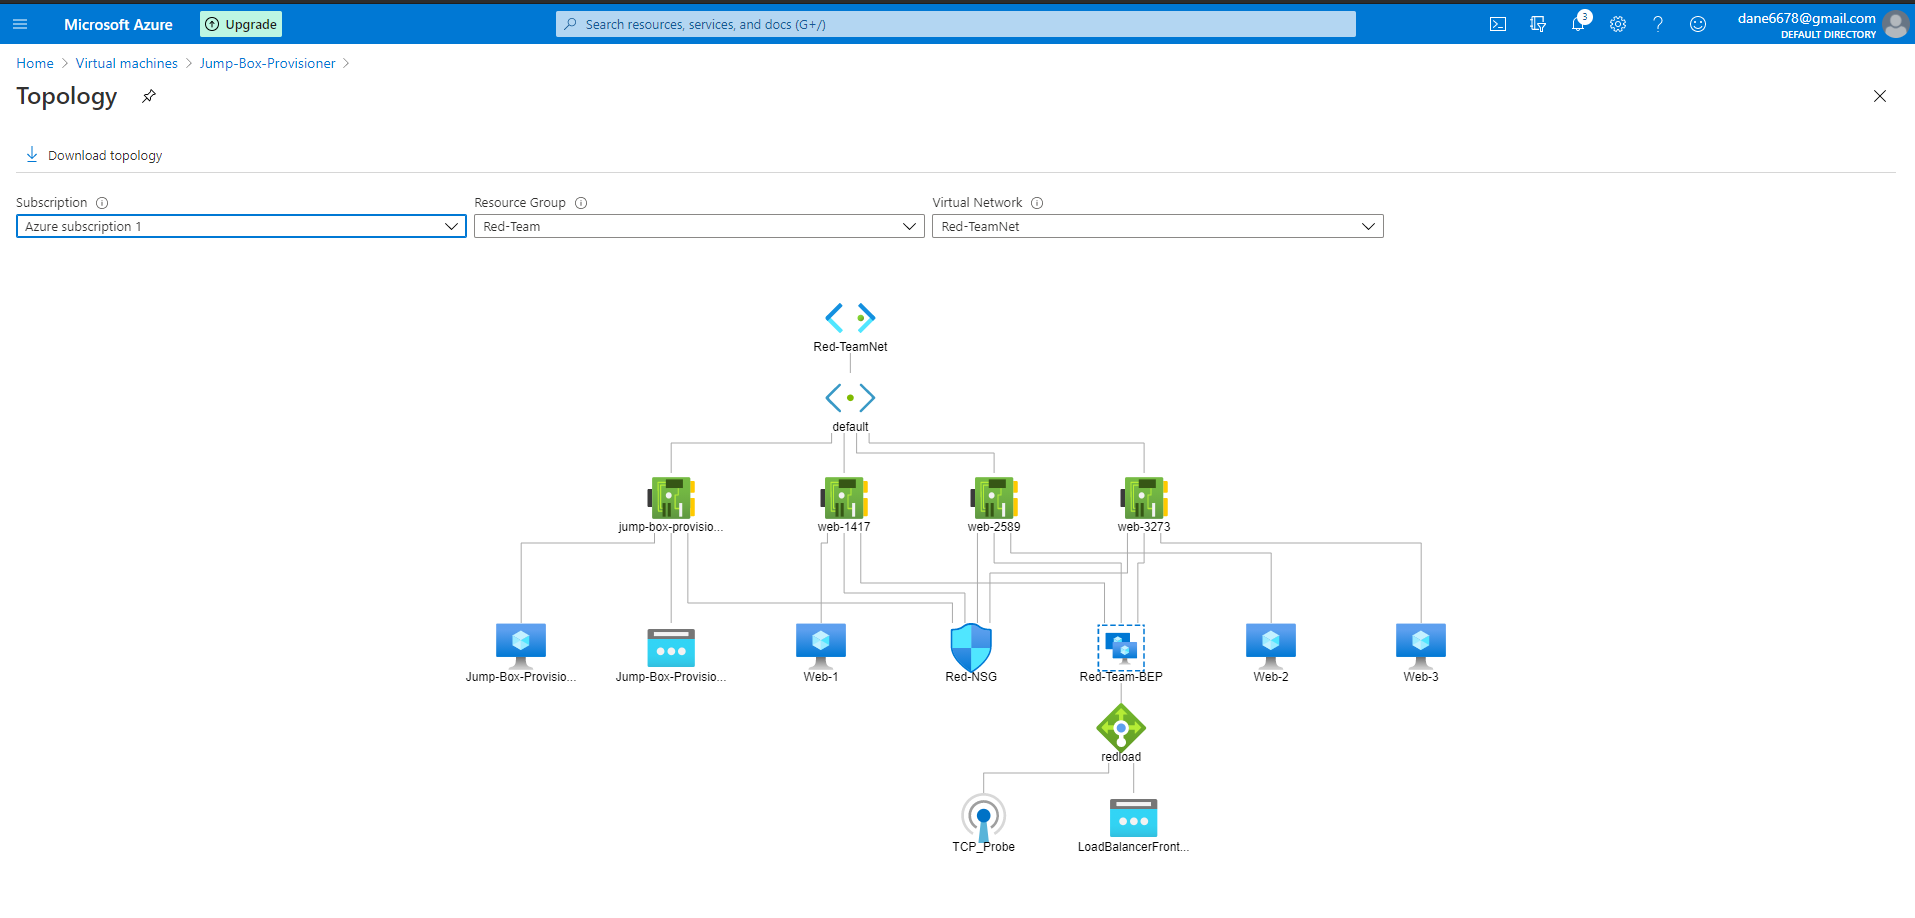 Microsoft Azure
Upgrade
Search resources, services, and docs (G+/)
3
dane6678@gmail.com
DEFAULT DIRECTORY
Home > Virtual machines > Jump-Box-Provisioner >
Topology
Download topology
Subscription
Resource Group
Virtual Network
Azure subscription 1
Red-Team
Red-TeamNet
Red-TeamNet
default
jump-box-provisio...
web-1417
web-2589
web-3273
Jump-Box-Provisio...
Jump-Box-Provisio...
Web-1
Red-NSG
Red-Team-BEP
Web-2
Web-3
redload
TCP_Probe
LoadBalancerFront...